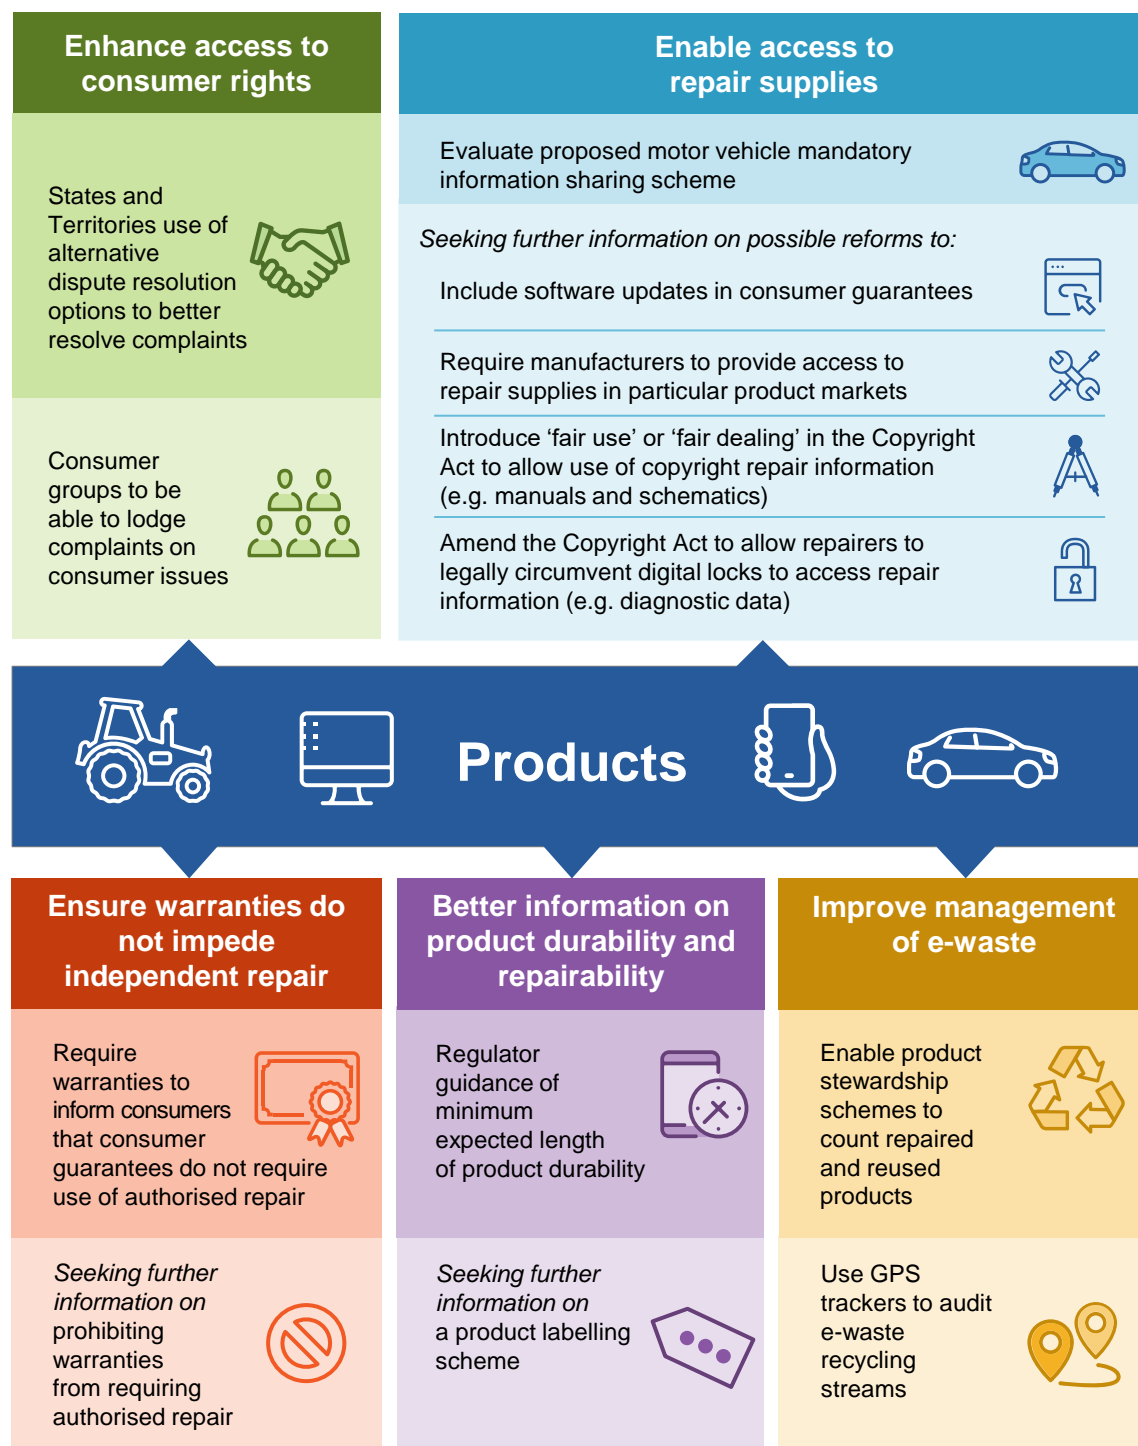 Enhance access to
consumer rights
States and
Territories use of
alternative
dispute resolution
options to better
resolve complaints
Consumer
groups to be
able to lodge
complaints on
consumer issues
Enable access to
repair supplies
Evaluate proposed motor vehicle mandatory
information sharing scheme
Seeking further information on possible reforms to:
Include software updates in consumer guarantees
Require manufacturers to provide access to
repair supplies in particular product markets
Introduce ‘fair use’ or ‘fair dealing’ in the Copyright
Act to allow use of copyright repair information
(e.g. manuals and schematics)
Amend the Copyright Act to allow repairers to
legally circumvent digital locks to access repair
information (e.g. diagnostic data)
Products
Ensure warranties do
not impede
independent repair
Require
warranties to
inform consumers
that consumer
guarantees do not require
use of authorised repair
Seeking further
information on
prohibiting
warranties
from requiring
authorised repair
Better information on
product durability and
repairability
Regulator
guidance of
minimum
expected length
of product durability
Seeking further
information on
a product labelling
scheme
Improve management
of e-waste
Enable product
stewardship
schemes to
count repaired
and reused
products
Use GPS
trackers to audit
e-waste
recycling
streams